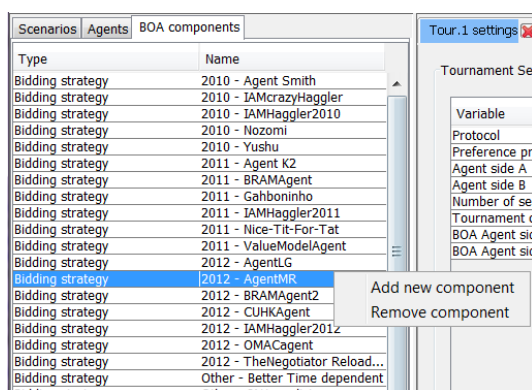 Scenarios Agents BOA components
Type Name
Bidding strategy 2010 - Agent Smith
Bidding strategy 2010 - IAMcrazyHaggler
Bidding strategy 2010 - IAMHaggler2010
Bidding strategy 2010 - Nozomi
Bidding strategy 2010 - Yushu
Bidding strategy 2011 - Agent K2
Bidding strategy 2011 - BRAMAgent
Bidding strategy 2011 - Gahboninho
Bidding strategy 2011 - IAMHaggler2011
Bidding strategy 2011 - Nice-Tit-For-Tat
Bidding strategy 2011 - ValueModelAgent
Bidding strategy 2012 - AgentLG
Bidding strategy 2012 - AgentMR
Bidding strategy 2012 - BRAMAgent2
Bidding strategy 2012 - CUHKAgent
Bidding strategy 2012 - IAMHaggler2012
Bidding strategy 2012 - OMACagent
Bidding strategy 2012 - TheNegotiator Reload...
Bidding strategy Other - Better Time dependent
Add new component
Remove component
Tour.1 settings
Tournament Se
Variable
Protocol
Preference pr
Agent side A
Agent side B
Number of se
Tournament o
BOA Agent sid
BOA Agent sid